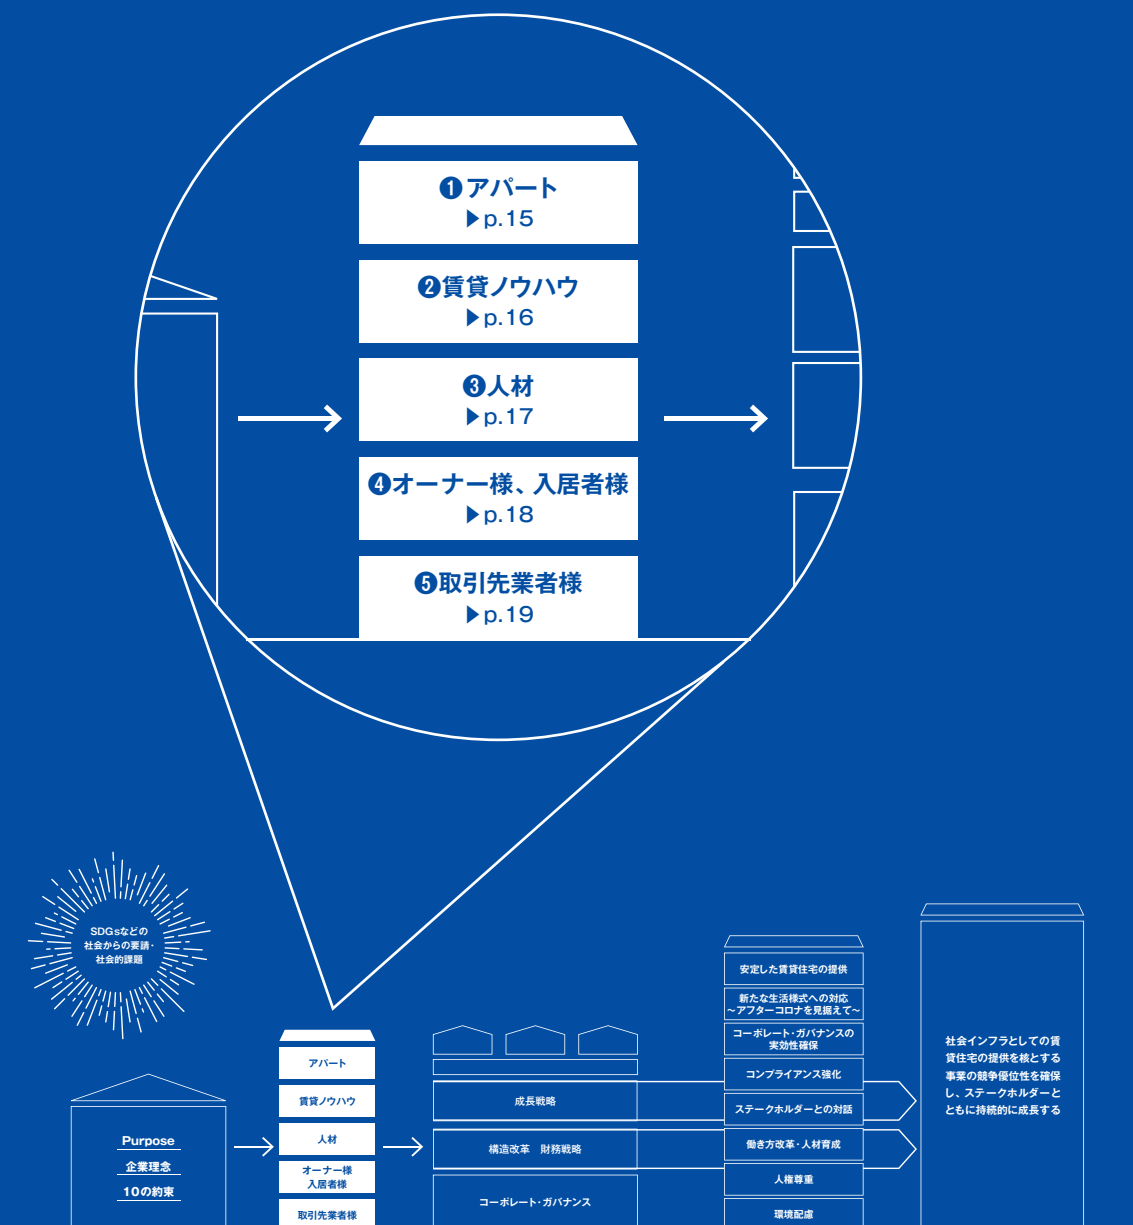 ❶アパート
▶p.15
❷賃貸ノウハウ
▶p.16
❸人材
▶p.17
❹オーナー様、入居者様
▶p.18
❺取引先業者様
▶p.19
SDGsなどの
社会からの要請・
社会的課題
Purpose
企業理念
10の約束
アパート
賃貸ノウハウ
人材
オーナー様
入居者様
取引先業者様
成長戦略
構造改革　財務戦略
コーポレート・ガバナンス
安定した賃貸住宅の提供
新たな生活様式への対応
～アフターコロナを見据えて～
コーポレート・ガバナンスの
実効性確保
コンプライアンス強化
ステークホルダーとの対話
働き方改革・人材育成
人権尊重
環境配慮
社会インフラとしての賃
貸住宅の提供を核とする
事業の競争優位性を確保
し、ステークホルダーと
ともに持続的に成長する